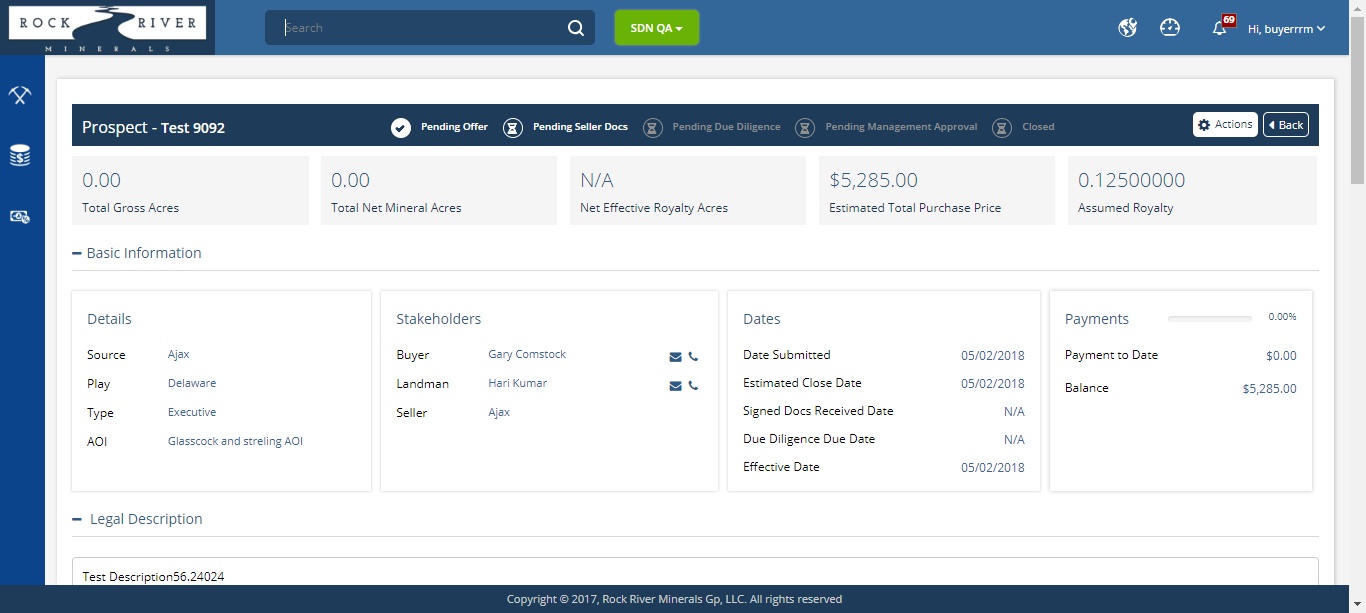 ROCK RIVER
MINERALS
Search
SDN QA
69
Hi, buyerrrm
Prospect - Test 9092
Pending Offer
Pending Seller Docs
Pending Due Diligence
Pending Management Approval
Closed
Actions
Back
0.00
Total Gross Acres
0.00
Total Net Mineral Acres
N/A
Net Effective Royalty Acres
$5,285.00
Estimated Total Purchase Price
0.12500000
Assumed Royalty
Basic Information
Details
Source Ajax
Play Delaware
Type Executive
AOI Glasscock and streling AOI
Stakeholders
Buyer Gary Comstock
Landman Hari Kumar
Seller Ajax
Dates
Date Submitted 05/02/2018
Estimated Close Date 05/02/2018
Signed Docs Received Date N/A
Due Diligence Due Date N/A
Effective Date 05/02/2018
Payments 0.00%
Payment to Date $0.00
Balance $5,285.00
Legal Description
Test Description56.24024
Copyright © 2017, Rock River Minerals Gp, LLC. All rights reserved